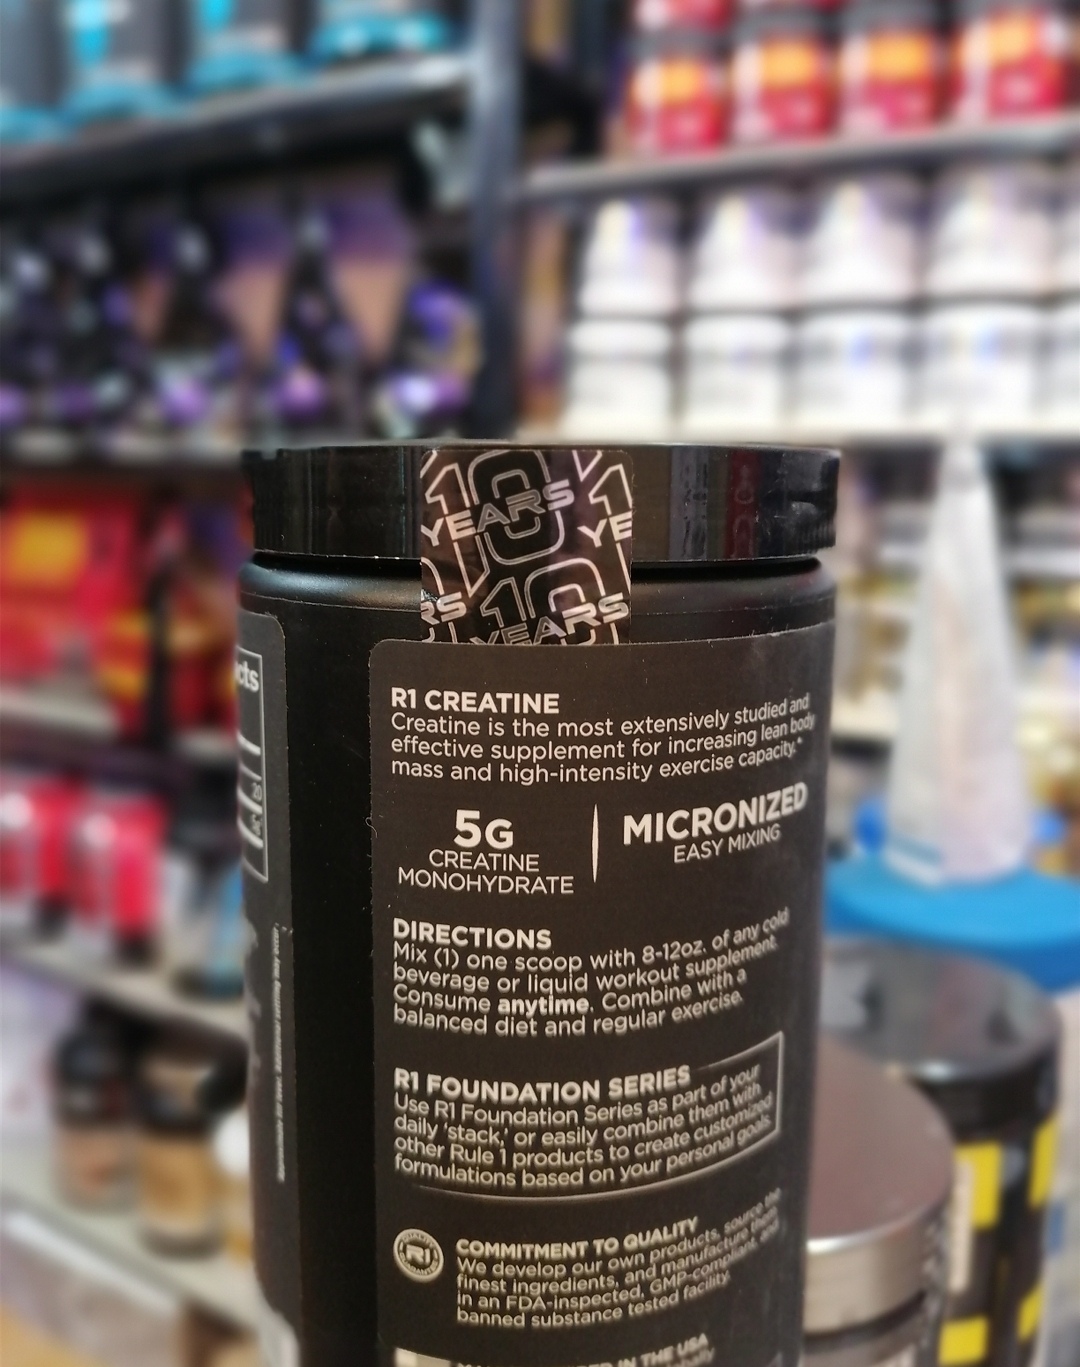 10
YEARS
10
YE
RS
10
YEARS
R1 CREATINE
Creatine is the most extensively studied and
effective supplement for increasing lean body
mass and high-intensity exercise capacity.*
5G
CREATINE
MONOHYDRATE
MICRONIZED
EASY MIXING
DIRECTIONS
Mix (1) one scoop with 8-12oz. of any cold
beverage or liquid workout supplement.
Consume anytime. Combine with a
balanced diet and regular exercise.
R1 FOUNDATION SERIES
Use R1 Foundation Series as part of your
daily 'stack,' or easily combine them with
other Rule 1 products to create customized
formulations based on your personal goals.
R1
COMMITMENT TO QUALITY
We develop our own products, source the
finest ingredients, and manufacture them
in an FDA-inspected, GMP-compliant, and
banned substance tested facility.
IN THE USA